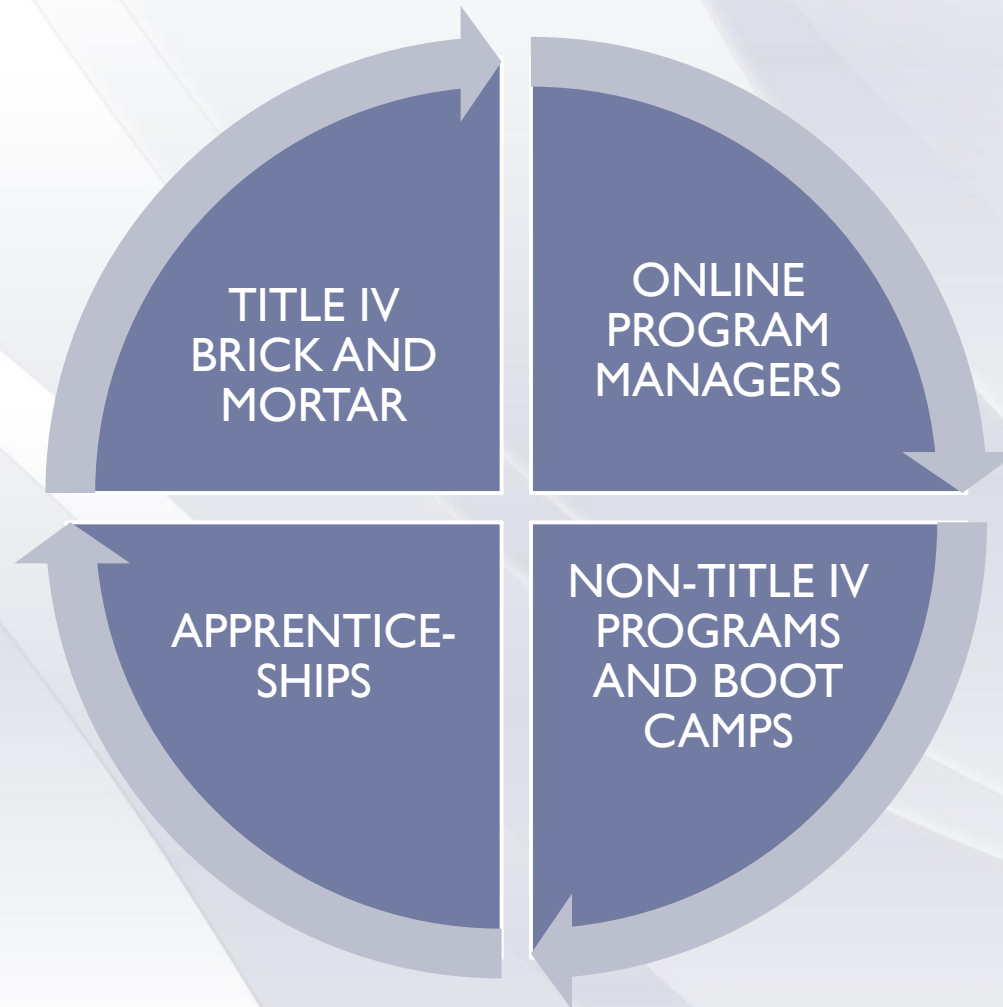 TITLE IV
BRICK AND
MORTAR
ONLINE
PROGRAM
MANAGERS
APPRENTICE-
SHIPS
NON-TITLE IV
PROGRAMS
AND BOOT
CAMPS